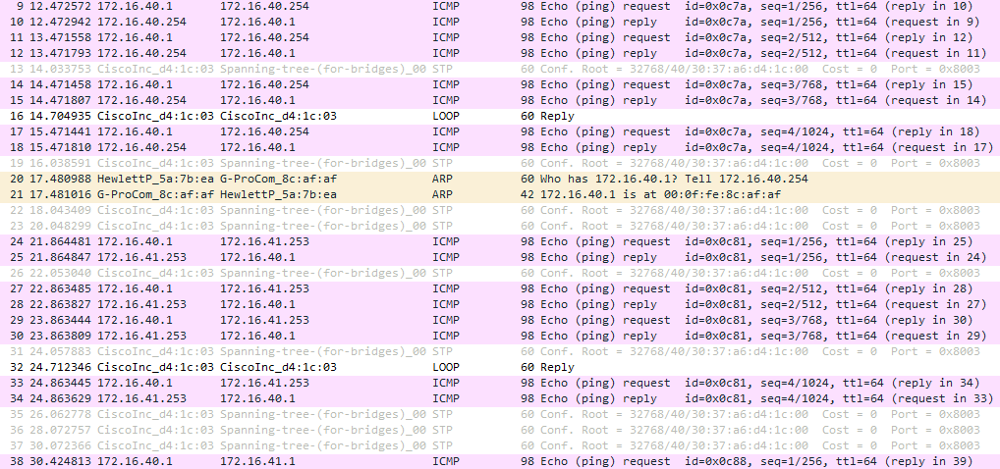 9 12.472572 172.16.40.1 172.16.40.254 ICMP 98 Echo (ping) request id=0x0c7a, seq=1/256, ttl=64 (reply in 10)
10 12.472942 172.16.40.254 172.16.40.1 ICMP 98 Echo (ping) reply id=0x0c7a, seq=1/256, ttl=64 (request in 9)
11 13.471558 172.16.40.1 172.16.40.254 ICMP 98 Echo (ping) request id=0x0c7a, seq=2/512, ttl=64 (reply in 12)
12 13.471793 172.16.40.254 172.16.40.1 ICMP 98 Echo (ping) reply id=0x0c7a, seq=2/512, ttl=64 (request in 11)
13 14.033753 CiscoInc_d4:1c:03 Spanning-tree-(for-bridges)_00 STP 60 Conf. Root = 32768/40/30:37:a6:d4:1c:00 Cost = 0 Port = 0x8003
14 14.471458 172.16.40.1 172.16.40.254 ICMP 98 Echo (ping) request id=0x0c7a, seq=3/768, ttl=64 (reply in 15)
15 14.471807 172.16.40.254 172.16.40.1 ICMP 98 Echo (ping) reply id=0x0c7a, seq=3/768, ttl=64 (request in 14)
16 14.704935 CiscoInc_d4:1c:03 CiscoInc_d4:1c:03 LOOP 60 Reply
17 15.471441 172.16.40.1 172.16.40.254 ICMP 98 Echo (ping) request id=0x0c7a, seq=4/1024, ttl=64 (reply in 18)
18 15.471810 172.16.40.254 172.16.40.1 ICMP 98 Echo (ping) reply id=0x0c7a, seq=4/1024, ttl=64 (request in 17)
19 16.038591 CiscoInc_d4:1c:03 Spanning-tree-(for-bridges)_00 STP 60 Conf. Root = 32768/40/30:37:a6:d4:1c:00 Cost = 0 Port = 0x8003
20 17.480988 HewlettP_5a:7b:ea G-ProCom_8c:af:af ARP 60 Who has 172.16.40.1? Tell 172.16.40.254
21 17.481016 G-ProCom_8c:af:af HewlettP_5a:7b:ea ARP 42 172.16.40.1 is at 00:0f:fe:8c:af:af
22 18.043409 CiscoInc_d4:1c:03 Spanning-tree-(for-bridges)_00 STP 60 Conf. Root = 32768/40/30:37:a6:d4:1c:00 Cost = 0 Port = 0x8003
23 20.048299 CiscoInc_d4:1c:03 Spanning-tree-(for-bridges)_00 STP 60 Conf. Root = 32768/40/30:37:a6:d4:1c:00 Cost = 0 Port = 0x8003
24 21.864481 172.16.40.1 172.16.41.253 ICMP 98 Echo (ping) request id=0x0c81, seq=1/256, ttl=64 (reply in 25)
25 21.864847 172.16.41.253 172.16.40.1 ICMP 98 Echo (ping) reply id=0x0c81, seq=1/256, ttl=64 (request in 24)
26 22.053040 CiscoInc_d4:1c:03 Spanning-tree-(for-bridges)_00 STP 60 Conf. Root = 32768/40/30:37:a6:d4:1c:00 Cost = 0 Port = 0x8003
27 22.863485 172.16.40.1 172.16.41.253 ICMP 98 Echo (ping) request id=0x0c81, seq=2/512, ttl=64 (reply in 28)
28 22.863827 172.16.41.253 172.16.40.1 ICMP 98 Echo (ping) reply id=0x0c81, seq=2/512, ttl=64 (request in 27)
29 23.863444 172.16.40.1 172.16.41.253 ICMP 98 Echo (ping) request id=0x0c81, seq=3/768, ttl=64 (reply in 30)
30 23.863809 172.16.41.253 172.16.40.1 ICMP 98 Echo (ping) reply id=0x0c81, seq=3/768, ttl=64 (request in 29)
31 24.057883 CiscoInc_d4:1c:03 Spanning-tree-(for-bridges)_00 STP 60 Conf. Root = 32768/40/30:37:a6:d4:1c:00 Cost = 0 Port = 0x8003
32 24.712346 CiscoInc_d4:1c:03 CiscoInc_d4:1c:03 LOOP 60 Reply
33 24.863445 172.16.40.1 172.16.41.253 ICMP 98 Echo (ping) request id=0x0c81, seq=4/1024, ttl=64 (reply in 34)
34 24.863629 172.16.41.253 172.16.40.1 ICMP 98 Echo (ping) reply id=0x0c81, seq=4/1024, ttl=64 (request in 33)
35 26.062778 CiscoInc_d4:1c:03 Spanning-tree-(for-bridges)_00 STP 60 Conf. Root = 32768/40/30:37:a6:d4:1c:00 Cost = 0 Port = 0x8003
36 28.072757 CiscoInc_d4:1c:03 Spanning-tree-(for-bridges)_00 STP 60 Conf. Root = 32768/40/30:37:a6:d4:1c:00 Cost = 0 Port = 0x8003
37 30.072366 CiscoInc_d4:1c:03 Spanning-tree-(for-bridges)_00 STP 60 Conf. Root = 32768/40/30:37:a6:d4:1c:00 Cost = 0 Port = 0x8003
38 30.424813 172.16.40.1 172.16.41.1 ICMP 98 Echo (ping) request id=0x0c88, seq=1/256, ttl=64 (reply in 39)